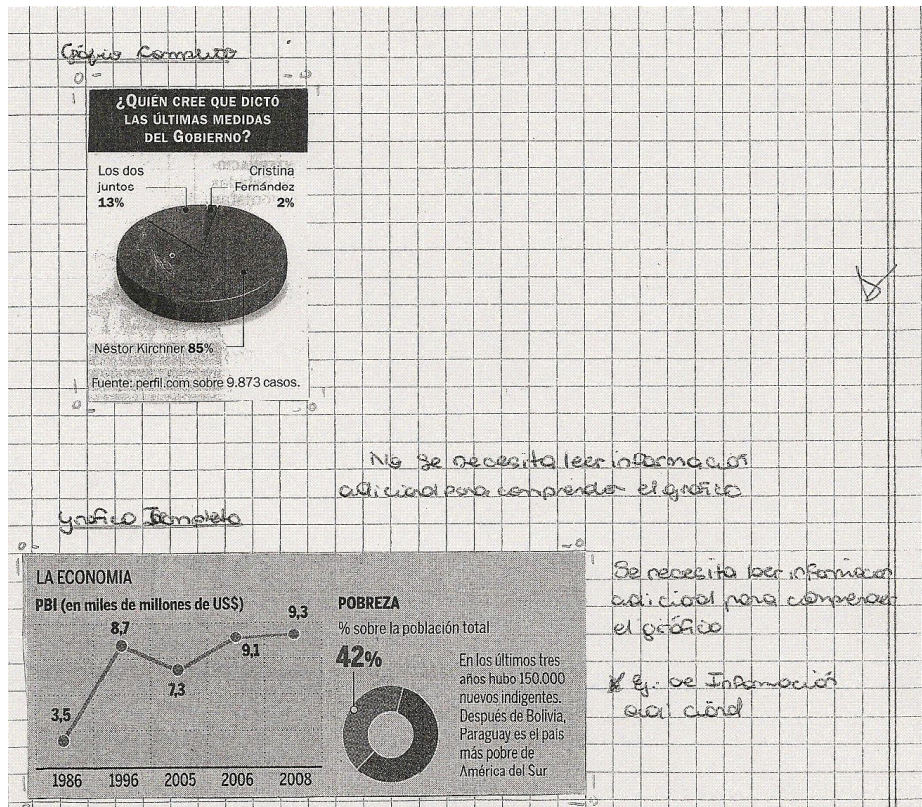 Gráfico Completo
¿QUIÉN CREE QUE DICTÓ
LAS ÚLTIMAS MEDIDAS
DEL GOBIERNO?
Los dos
juntos
13%
Cristina
Fernández
2%
Néstor Kirchner 85%
Fuente: perfil.com sobre 9.873 casos.
No se necesita leer información
adicional para comprender el gráfico
gráfico Incompleto
LA ECONOMIA
PBI (en miles de millones de US$)
3,5
8,7
7,3
9,1
9,3
1986 1996 2005 2006 2008
POBREZA
% sobre la población total
42%
En los últimos tres
años hubo 150.000
nuevos indigentes.
Después de Bolivia,
Paraguay es el país
más pobre de
América del Sur
Se necesita leer informacion
adicional para comprender
el gráfico
Ej. de Información
adicional